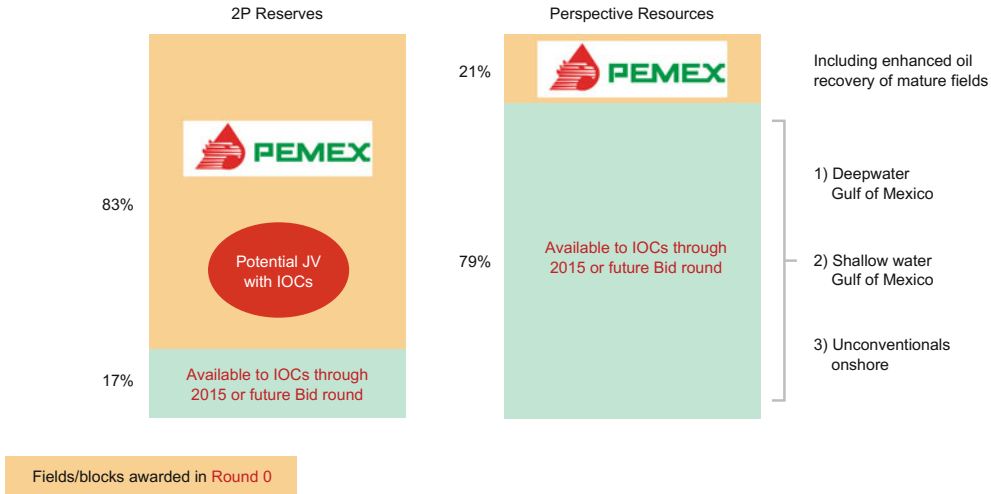 2P Reserves
PEMEX
83%
Potential JV
with IOCs
17%
Available to IOCs through
2015 or future Bid round
Perspective Resources
21%
PEMEX
Including enhanced oil
recovery of mature fields
79%
Available to IOCs through
2015 or future Bid round
1) Deepwater
Gulf of Mexico
2) Shallow water
Gulf of Mexico
3) Unconventionals
onshore
Fields/blocks awarded in Round 0